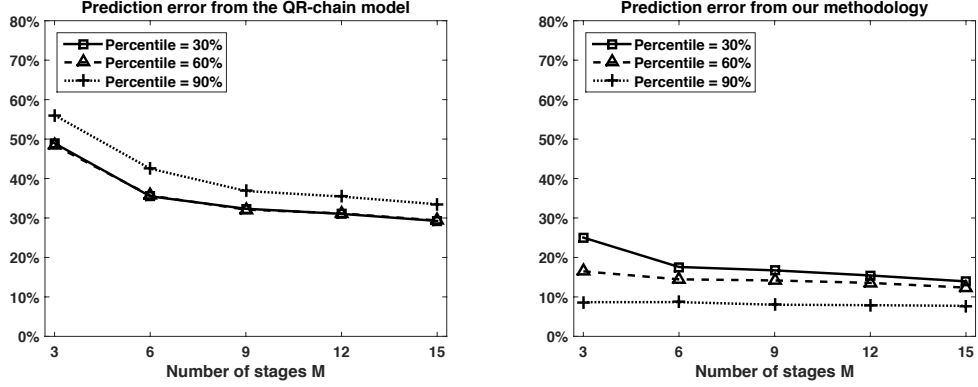 Prediction error from the QR-chain model
80%
70%
60%
50%
40%
30%
20%
10%
0%
Percentile = 30%
Percentile = 60%
Percentile = 90%
3 6 9 12 15
Number of stages M
Prediction error from our methodology
80%
70%
60%
50%
40%
30%
20%
10%
0%
Percentile = 30%
Percentile = 60%
Percentile = 90%
3 6 9 12 15
Number of stages M